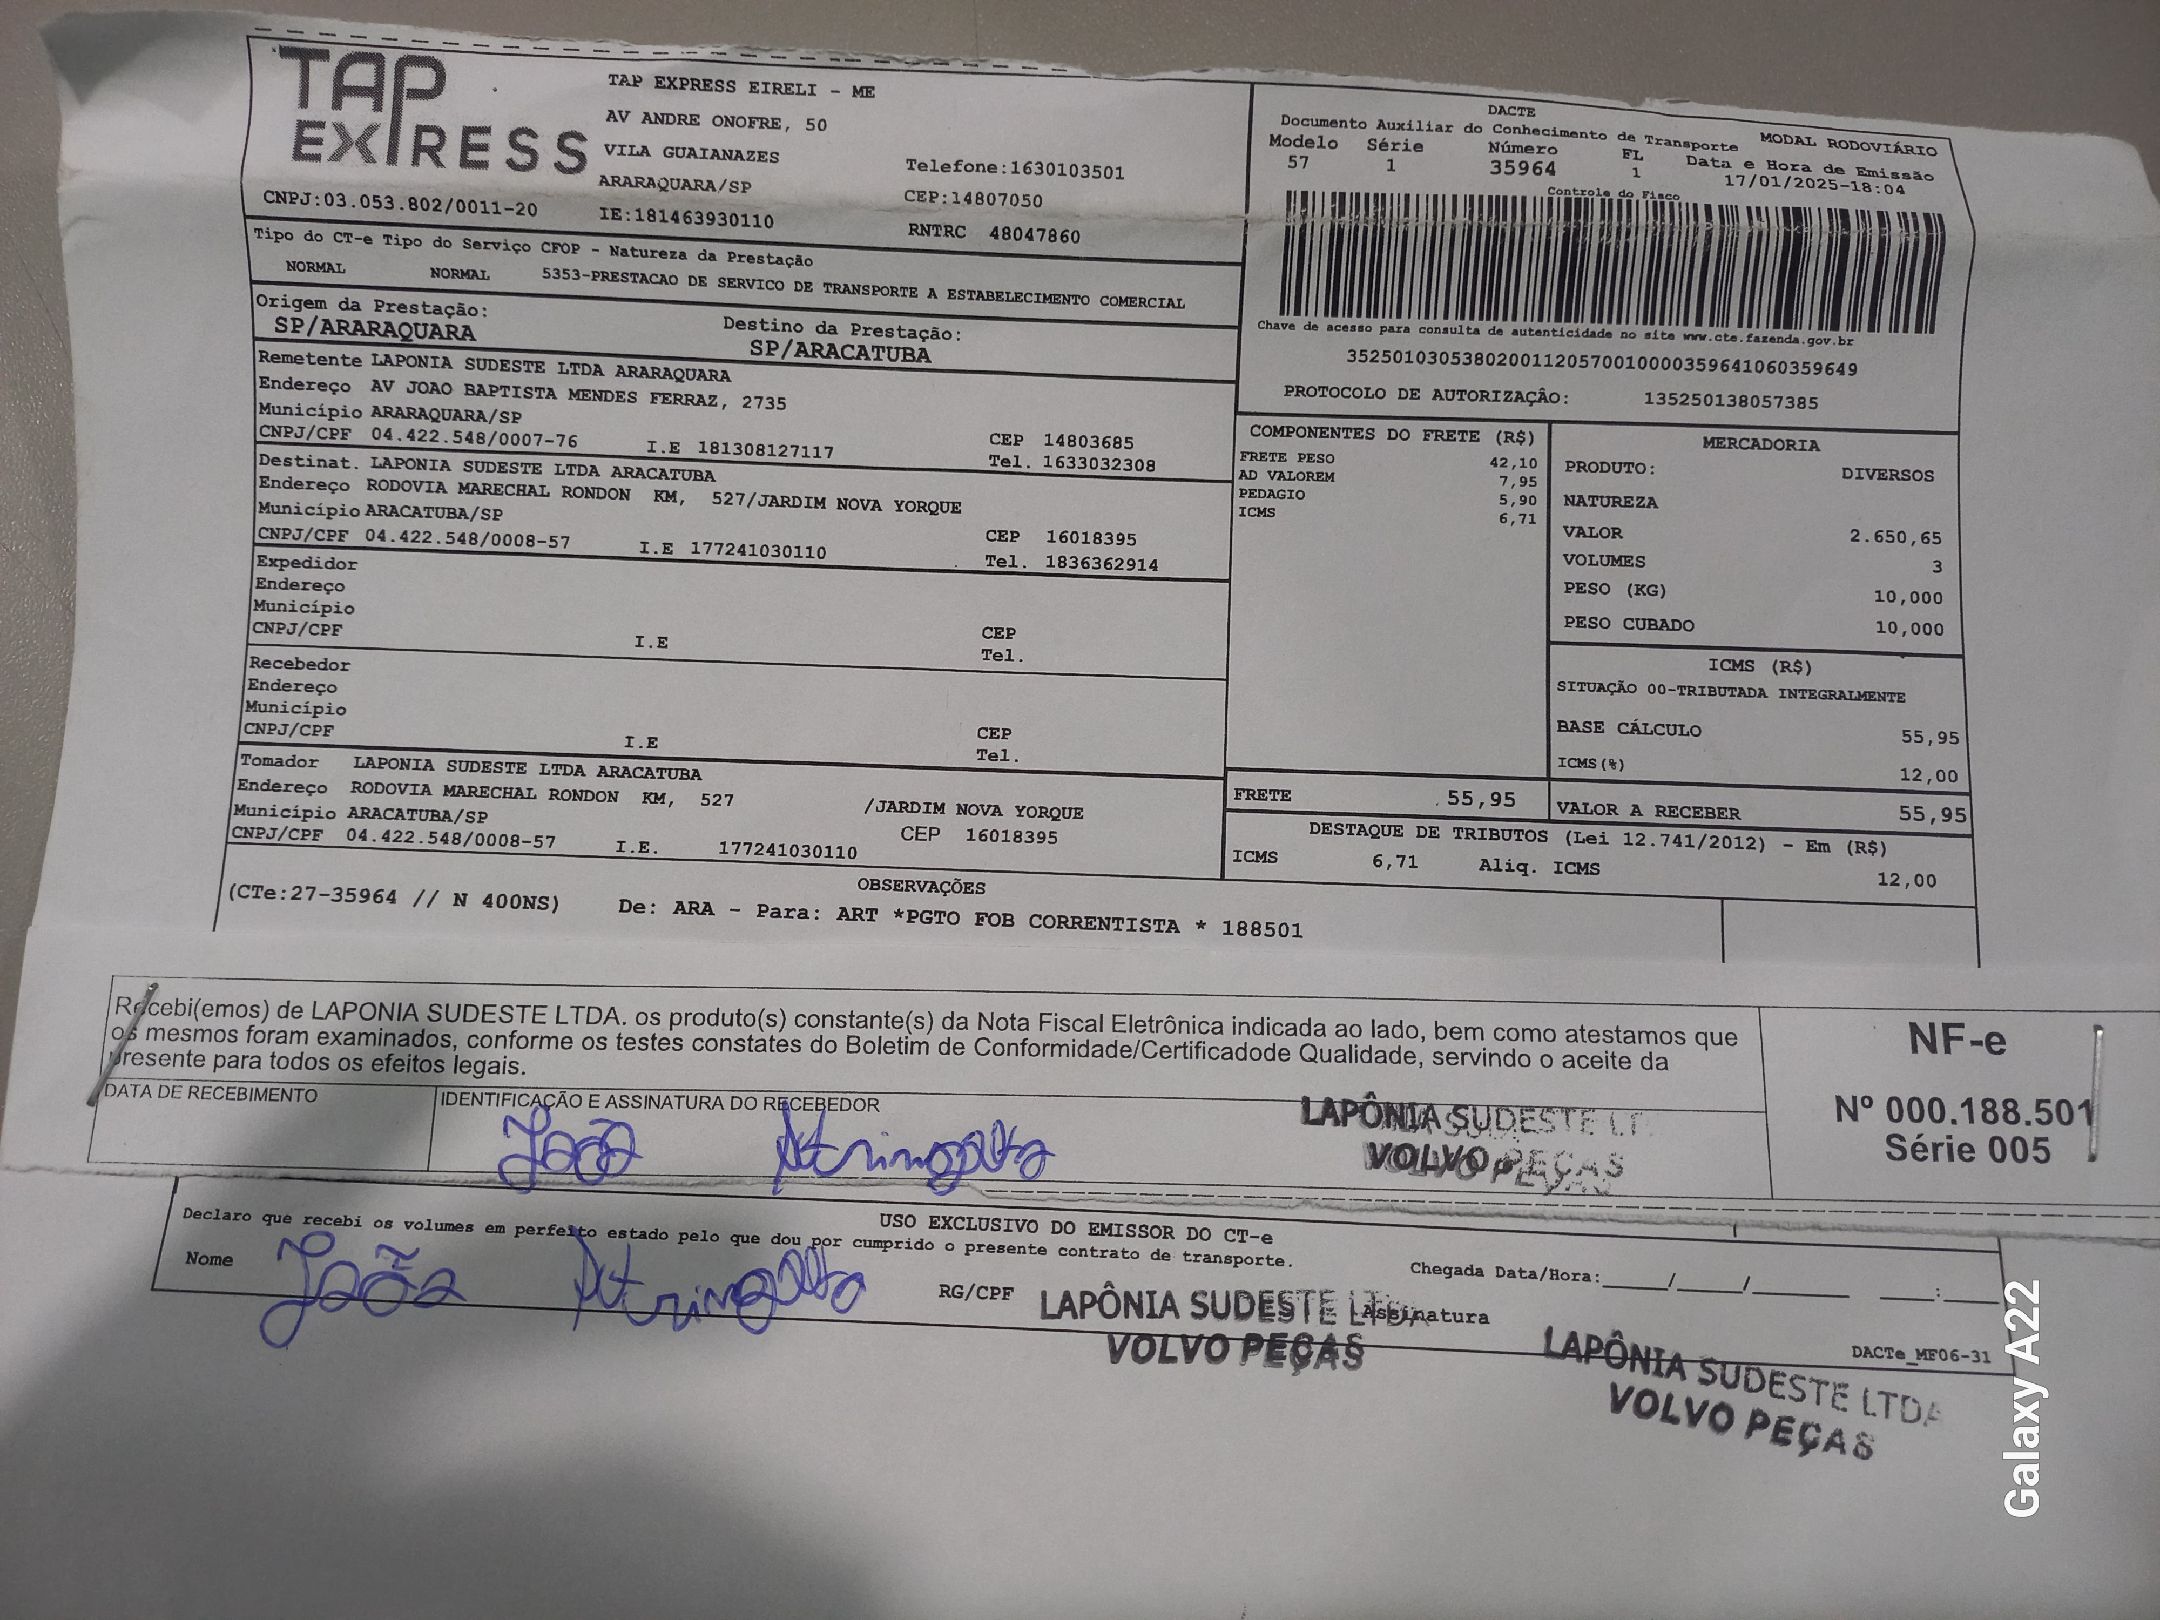 TAP EXPRESS
TAP EXPRESS EIRELI - ME
AV ANDRE ONOFRE, 50
VILA GUAIANAZES
ARARAQUARA/SP
Telefone:1630103501
CEP:14807050
CNPJ:03.053.802/0011-20 IE:181463930110 RNTRC 48047860
DACTE
Documento Auxiliar do Conhecimento de Transporte MODAL RODOVIÁRIO
Modelo Série Número FL Data e Hora de Emissão
57 1 35964 1 17/01/2025-18:04
Controle do Fisco
Chave de acesso para consulta de autenticidade no site www.cte.fazenda.gov.br
35250103053802001120570010000359641060359649
PROTOCOLO DE AUTORIZAÇÃO: 135250138057385
Tipo do CT-e Tipo do Serviço CFOP - Natureza da Prestação
NORMAL NORMAL 5353-PRESTACAO DE SERVICO DE TRANSPORTE A ESTABELECIMENTO COMERCIAL
Origem da Prestação: Destino da Prestação:
SP/ARARAQUARA SP/ARACATUBA
Remetente LAPONIA SUDESTE LTDA ARARAQUARA
Endereço AV JOAO BAPTISTA MENDES FERRAZ, 2735
Município ARARAQUARA/SP CEP 14803685
CNPJ/CPF 04.422.548/0007-76 I.E 181308127117 Tel. 1633032308
Destinat. LAPONIA SUDESTE LTDA ARACATUBA
Endereço RODOVIA MARECHAL RONDON KM, 527/JARDIM NOVA YORQUE
Município ARACATUBA/SP CEP 16018395
CNPJ/CPF 04.422.548/0008-57 I.E 177241030110 Tel. 1836362914
Expedidor
Endereço
Município CEP
CNPJ/CPF I.E Tel.
Recebedor
Endereço
Município CEP
CNPJ/CPF I.E Tel.
Tomador LAPONIA SUDESTE LTDA ARACATUBA
Endereço RODOVIA MARECHAL RONDON KM, 527 /JARDIM NOVA YORQUE
Município ARACATUBA/SP CEP 16018395
CNPJ/CPF 04.422.548/0008-57 I.E. 177241030110
COMPONENTES DO FRETE (R$)
FRETE PESO 42,10
AD VALOREM 7,95
PEDAGIO 5,90
ICMS 6,71
MERCADORIA
PRODUTO: DIVERSOS
NATUREZA
VALOR 2.650,65
VOLUMES 3
PESO (KG) 10,000
PESO CUBADO 10,000
ICMS (R$)
SITUAÇÃO 00-TRIBUTADA INTEGRALMENTE
BASE CÁLCULO 55,95
ICMS(%) 12,00
FRETE 55,95 VALOR A RECEBER 55,95
DESTAQUE DE TRIBUTOS (Lei 12.741/2012) - Em (R$)
ICMS 6,71 Aliq. ICMS 12,00
OBSERVAÇÕES
(CTe:27-35964 // N 400NS) De: ARA - Para: ART *PGTO FOB CORRENTISTA * 188501
Recebi(emos) de LAPONIA SUDESTE LTDA. os produto(s) constante(s) da Nota Fiscal Eletrônica indicada ao lado, bem como atestamos que
os mesmos foram examinados, conforme os testes constates do Boletim de Conformidade/Certificadode Qualidade, servindo o aceite da
presente para todos os efeitos legais.
DATA DE RECEBIMENTO IDENTIFICAÇÃO E ASSINATURA DO RECEBEDOR
João
LAPÔNIA SUDESTE LT
VOLVO PEÇAS
NF-e
Nº 000.188.501
Série 005
USO EXCLUSIVO DO EMISSOR DO CT-e
Declaro que recebi os volumes em perfeito estado pelo que dou por cumprido o presente contrato de transporte.
Nome João RG/CPF Assinatura
Chegada Data/Hora:____/____/______ ___:___
LAPÔNIA SUDESTE LTDA
VOLVO PEÇAS
DACTe_MF06-31
LAPÔNIA SUDESTE LTDA
VOLVO PEÇAS
Galaxy A22